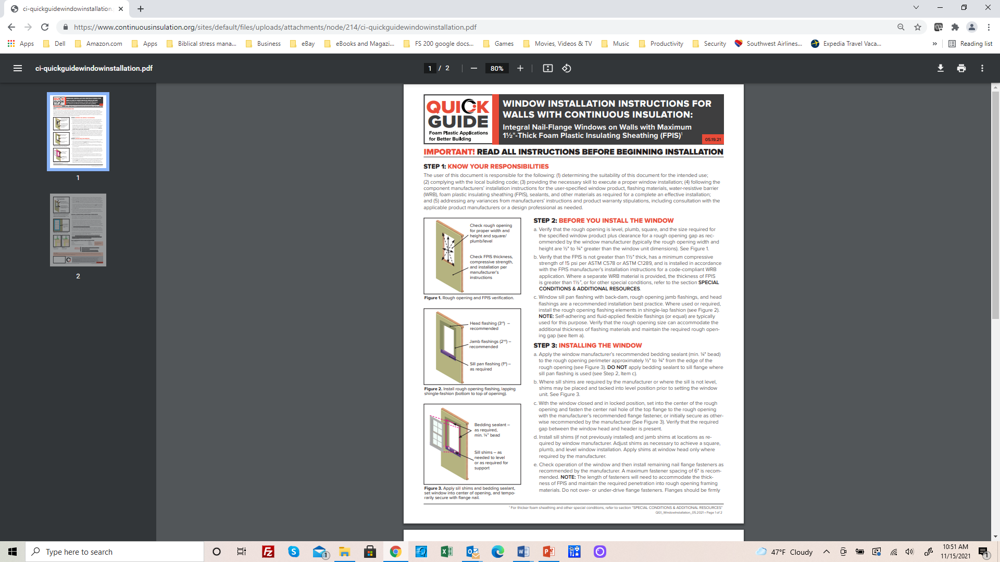 ci-quickguidewindowinstallation.
https://www.continuousinsulation.org/sites/default/files/uploads/attachments/node/214/ci-quickguidewindowinstallation.pdf
Apps Dell Amazon.com Apps Biblical stress mana... Business eBay eBooks and Magazi... FS 200 google docs... Games Movies, Videos & TV Music Productivity Security Southwest Airlines... Expedia Travel Vaca... » Reading list
ci-quickguidewindowinstallation.pdf
1 / 2
80%
1
2
QUICK
GUIDE
Foam Plastic Applications
for Better Building
WINDOW INSTALLATION INSTRUCTIONS FOR
WALLS WITH CONTINUOUS INSULATION:
Integral Nail-Flange Windows on Walls with Maximum
1½"-Thick Foam Plastic Insulating Sheathing (FPIS)¹
05.19.21
IMPORTANT! READ ALL INSTRUCTIONS BEFORE BEGINNING INSTALLATION
STEP 1: KNOW YOUR RESPONSIBILITIES
The user of this document is responsible for the following: (1) determining the suitability of this document for the intended use;
(2) complying with the local building code; (3) providing the necessary skill to execute a proper window installation; (4) following the
component manufacturers' installation instructions for the user-specified window product, flashing materials, water-resistive barrier
(WRB), foam plastic insulating sheathing (FPIS), sealants, and other materials as required for a complete an effective installation;
and (5) addressing any variances from manufacturers' instructions and product warranty stipulations, including consultation with the
applicable product manufacturers or a design professional as needed.
Check rough opening
for proper width and
height and square/
plumb/level
Check FPIS thickness,
compressive strength,
and installation per
manufacturer's
instructions
Figure 1. Rough opening and FPIS verification.
Head flashing (3rd) –
recommended
Jamb flashings (2nd) –
recommended
Sill pan flashing (1st) –
as required
Figure 2. Install rough opening flashing, lapping
shingle-fashion (bottom to top of opening).
Bedding sealant –
as required,
min. ¼" bead
Sill shims – as
needed to level
or as required for
support
Figure 3. Apply sill shims and bedding sealant,
set window into center of opening, and tempo-
rarily secure with flange nail.
STEP 2: BEFORE YOU INSTALL THE WINDOW
a. Verify that the rough opening is level, plumb, square, and the size required for
the specified window product plus clearance for a rough opening gap as rec-
ommended by the window manufacturer (typically the rough opening width and
height are ½" to ¾" greater than the window unit dimensions). See Figure 1.
b. Verify that the FPIS is not greater than 1½" thick, has a minimum compressive
strength of 15 psi per ASTM C578 or ASTM C1289, and is installed in accordance
with the FPIS manufacturer's installation instructions for a code-compliant WRB
application. Where a separate WRB material is provided, the thickness of FPIS
is greater than 1½", or for other special conditions, refer to the section SPECIAL
CONDITIONS & ADDITIONAL RESOURCES.
c. Window sill pan flashing with back-dam, rough opening jamb flashings, and head
flashings are a recommended installation best practice. Where used or required,
install the rough opening flashing elements in shingle-lap fashion (see Figure 2).
NOTE: Self-adhering and fluid-applied flexible flashings (or equal) are typically
used for this purpose. Verify that the rough opening size can accommodate the
additional thickness of flashing materials and maintain the required rough open-
ing gap (see Item a).
STEP 3: INSTALLING THE WINDOW
a. Apply the window manufacturer's recommended bedding sealant (min. ¼" bead)
to the rough opening perimeter approximately ½" to ¾" from the edge of the
rough opening (see Figure 3). DO NOT apply bedding sealant to sill flange where
sill pan flashing is used (see Step 2, Item c).
b. Where sill shims are required by the manufacturer or where the sill is not level,
shims may be placed and tacked into level position prior to setting the window
unit. See Figure 3.
c. With the window closed and in locked position, set into the center of the rough
opening and fasten the center nail hole of the top flange to the rough opening
with the manufacturer's recommended flange fastener, or initially secure as other-
wise recommended by the manufacturer (See Figure 3). Verify that the required
gap between the window head and header is present.
d. Install sill shims (if not previously installed) and jamb shims at locations as re-
quired by window manufacturer. Adjust shims as necessary to achieve a square,
plumb, and level window installation. Apply shims at window head only where
required by the manufacturer.
e. Check operation of the window and then install remaining nail flange fasteners as
recommended by the manufacturer. A maximum fastener spacing of 6" is recom-
mended. NOTE: The length of fasteners will need to accommodate the thick-
ness of FPIS and maintain the required penetration into rough opening framing
materials. Do not over- or under-drive flange fasteners. Flanges should be firmly
¹ For thicker foam sheathing and other special conditions, refer to section "SPECIAL CONDITIONS & ADDITIONAL RESOURCES"
QG1_WindowInstallation_05.2021 • Page 1 of 2
Type here to search
47°F Cloudy
10:51 AM
11/15/2021